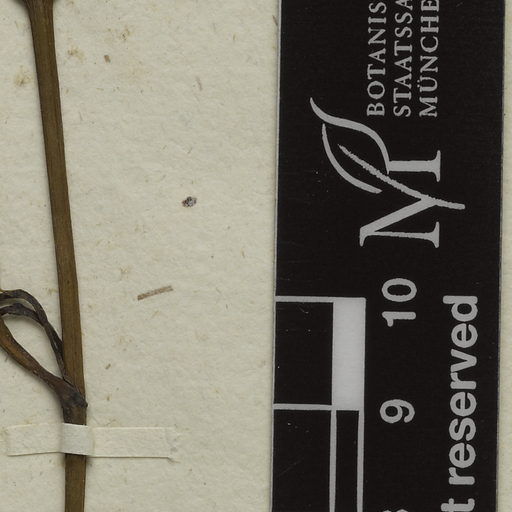 BOTANIS
STAATSSA
MÜNCHE
10
9
t reserved